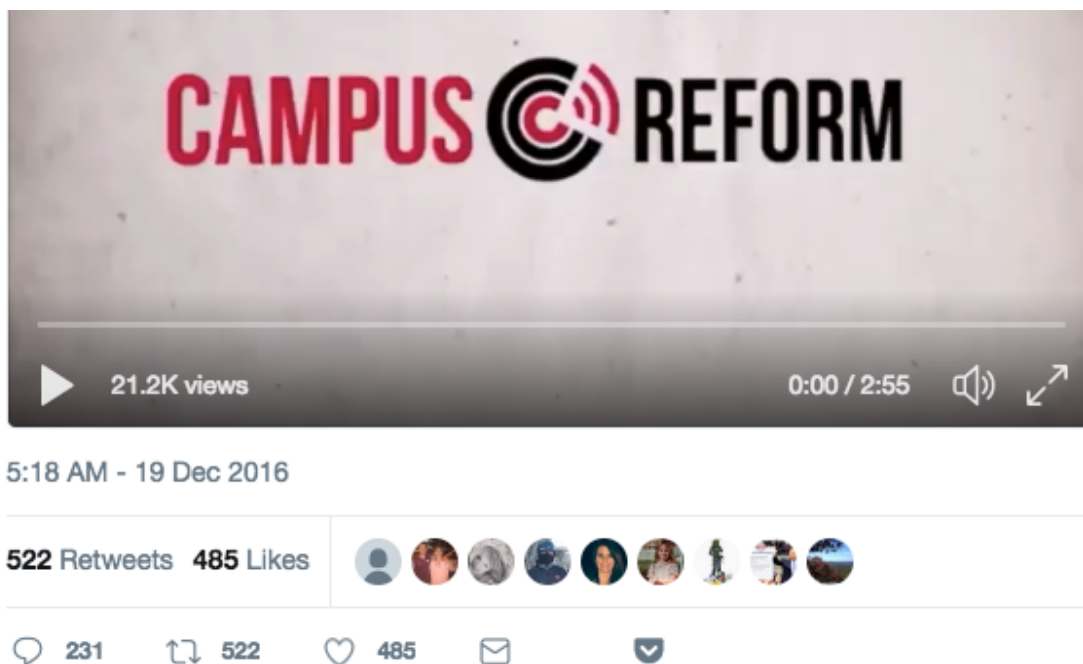 CAMPUS REFORM
21.2K views 0:00 / 2:55
5:18 AM - 19 Dec 2016
522 Retweets 485 Likes
231 522 485